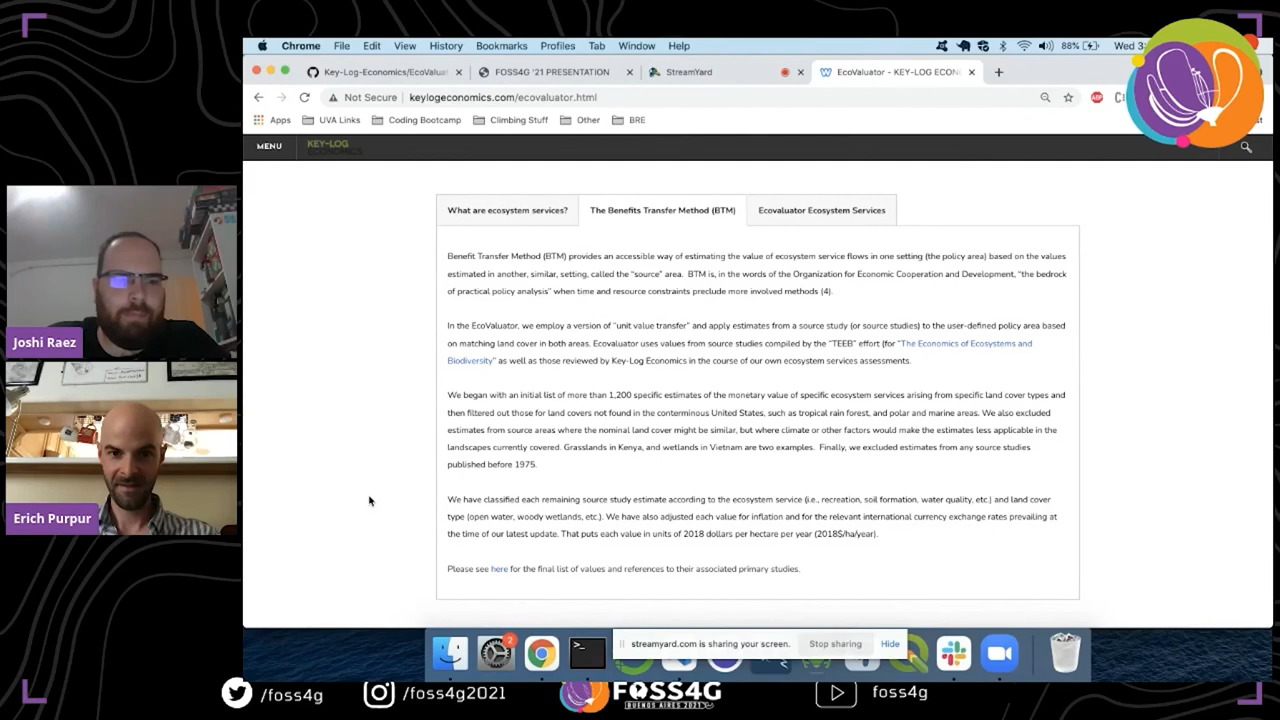 Chrome File Edit View History Bookmarks Profiles Tab Window Help 88% Wed 3:
Key-Log-Economics/EcoValuat × FOSS4G '21 PRESENTATION × StreamYard × EcoValuator - KEY-LOG ECON × +
Not Secure | keylogeconomics.com/ecovaluator.html ABP
Apps UVA Links Coding Bootcamp Climbing Stuff Other BRE
MENU KEY-LOG ECONOMICS
What are ecosystem services? The Benefits Transfer Method (BTM) Ecovaluator Ecosystem Services
Benefit Transfer Method (BTM) provides an accessible way of estimating the value of ecosystem service flows in one setting (the policy area) based on the values
estimated in another, similar, setting, called the "source" area. BTM is, in the words of the Organization for Economic Cooperation and Development, "the bedrock
of practical policy analysis" when time and resource constraints preclude more involved methods (4).
In the EcoValuator, we employ a version of "unit value transfer" and apply estimates from a source study (or source studies) to the user-defined policy area based
on matching land cover in both areas. Ecovaluator uses values from source studies compiled by the "TEEB" effort (for "The Economics of Ecosystems and
Biodiversity" as well as those reviewed by Key-Log Economics in the course of our own ecosystem services assessments.
We began with an initial list of more than 1,200 specific estimates of the monetary value of specific ecosystem services arising from specific land cover types and
then filtered out those for land covers not found in the conterminous United States, such as tropical rain forest, and polar and marine areas. We also excluded
estimates from source areas where the nominal land cover might be similar, but where climate or other factors would make the estimates less applicable in the
landscapes currently covered. Grasslands in Kenya, and wetlands in Vietnam are two examples. Finally, we excluded estimates from any source studies
published before 1975.
We have classified each remaining source study estimate according to the ecosystem service (i.e., recreation, soil formation, water quality, etc.) and land cover
type (open water, woody wetlands, etc.). We have also adjusted each value for inflation and for the relevant international currency exchange rates prevailing at
the time of our latest update. That puts each value in units of 2018 dollars per hectare per year (2018$/ha/year).
Please see here for the final list of values and references to their associated primary studies.
Joshi Raez
Erich Purpur
2
streamyard.com is sharing your screen. Stop sharing Hide
/foss4g /foss4g2021 FOSS4G foss4g
BUENOS AIRES 2021